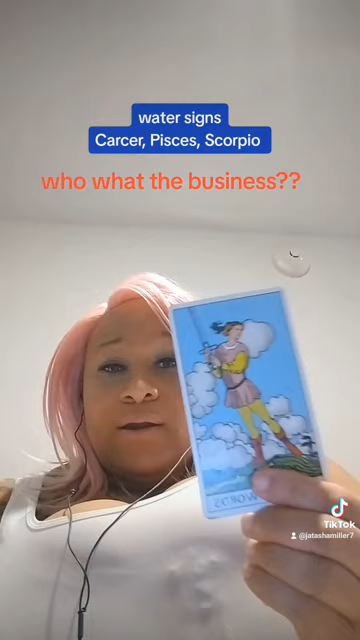 water signs
Carcer, Pisces, Scorpio
who what the business??
TikTok
@jatashamiller7